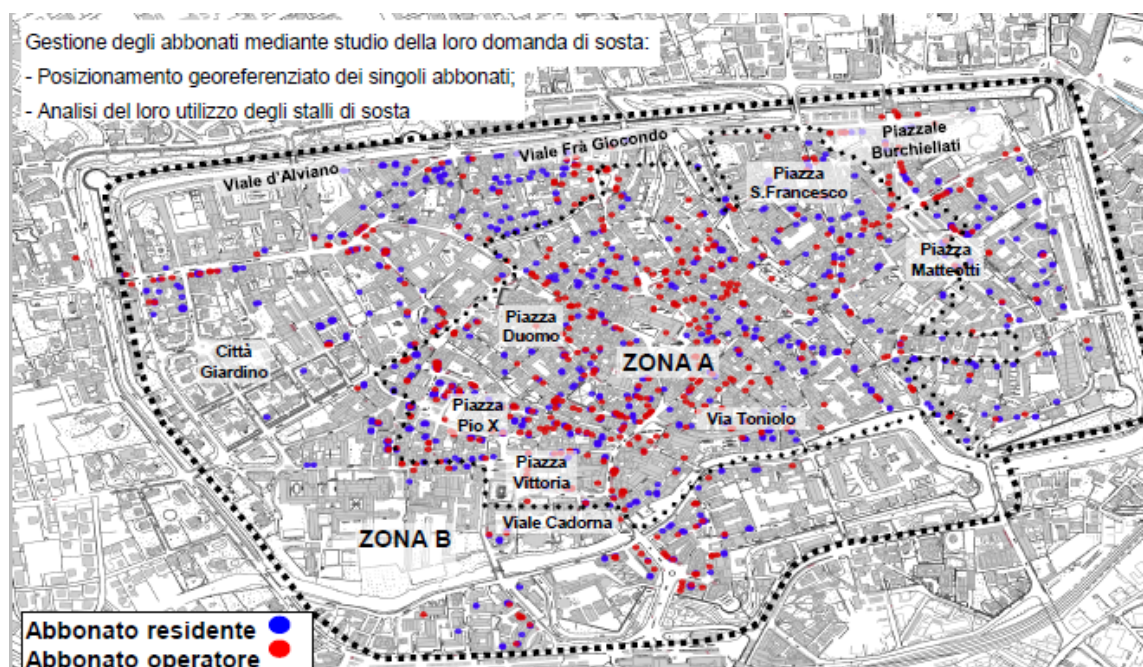 Gestione degli abbonati mediante studio della loro domanda di sosta:
- Posizionamento georeferenziato dei singoli abbonati;
- Analisi del loro utilizzo degli stalli di sosta
Viale d'Alviano
Viale Frà Giocondo
Piazzale
Burchiellati
Piazza
S.Francesco
Piazza
Matteotti
Piazza
Duomo
Città
Giardino
ZONA A
Piazza
Pio X
Via Toniolo
Piazza
Vittoria
Viale Cadorna
ZONA B
Abbonato residente
Abbonato operatore